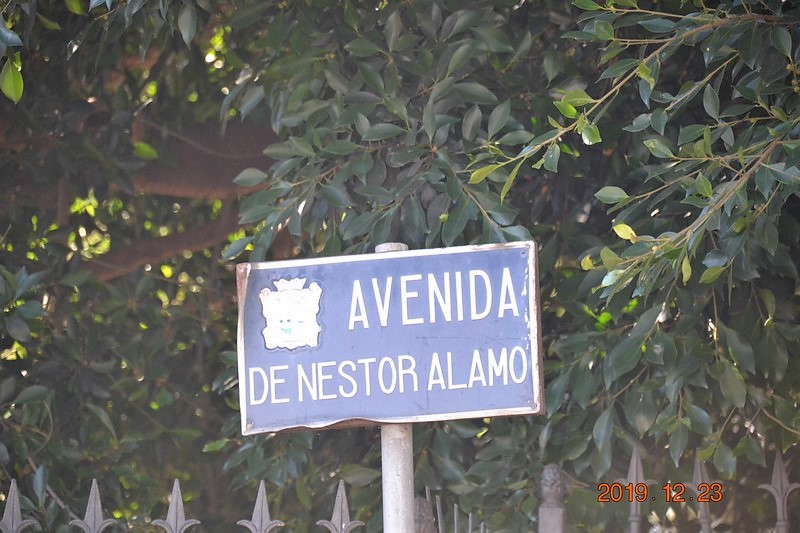 AVENIDA
DE NESTOR ALAMO
2019.12.23